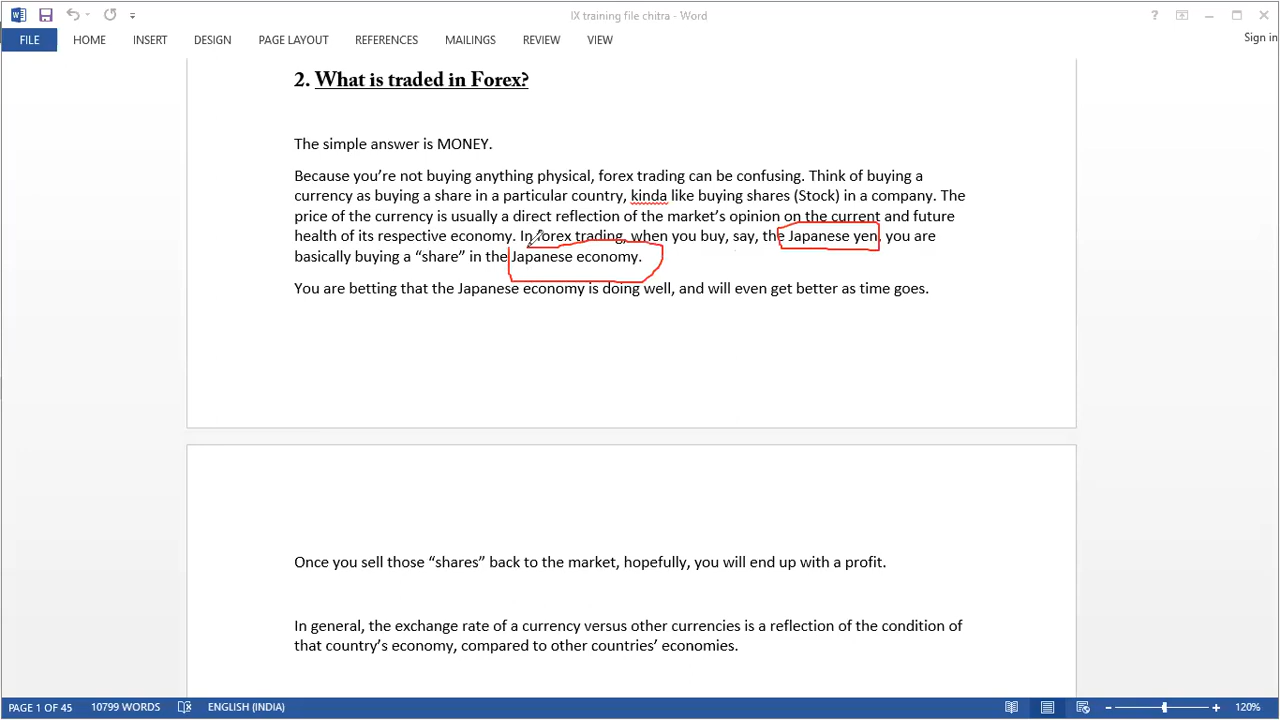 IX training file chitra - Word
Sign in
FILE HOME INSERT DESIGN PAGE LAYOUT REFERENCES MAILINGS REVIEW VIEW
2. What is traded in Forex?
The simple answer is MONEY.
Because you’re not buying anything physical, forex trading can be confusing. Think of buying a
currency as buying a share in a particular country, kinda like buying shares (Stock) in a company. The
price of the currency is usually a direct reflection of the market’s opinion on the current and future
health of its respective economy. In forex trading, when you buy, say, the Japanese yen, you are
basically buying a “share” in the Japanese economy.
You are betting that the Japanese economy is doing well, and will even get better as time goes.
Once you sell those “shares” back to the market, hopefully, you will end up with a profit.
In general, the exchange rate of a currency versus other currencies is a reflection of the condition of
that country’s economy, compared to other countries’ economies.
PAGE 1 OF 45 10799 WORDS ENGLISH (INDIA) 120%